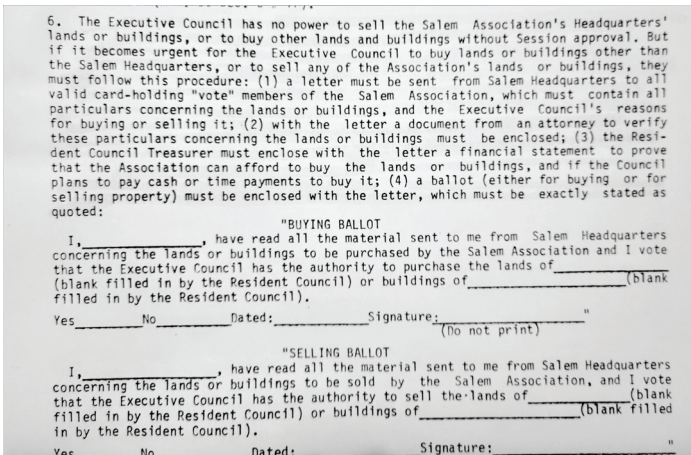 6. The Executive Council has no power to sell the Salem Association's Headquarters'
lands or buildings, or to buy other lands and buildings without Session approval. But
if it becomes urgent for the Executive Council to buy lands or buildings other than
the Salem Headquarters, or to sell any of the Association's lands or buildings, they
must follow this procedure: (1) a letter must be sent from Salem Headquarters to all
valid card-holding "vote" members of the Salem Association, which must contain all
particulars concerning the lands or buildings, and the Executive Council's reasons
for buying or selling it; (2) with the letter a document from an attorney to verify
these particulars concerning the lands or buildings must be enclosed; (3) the Resi-
dent Council Treasurer must enclose with the letter a financial statement to prove
that the Association can afford to buy the lands or buildings, and if the Council
plans to pay cash or time payments to buy it; (4) a ballot (either for buying or for
selling property) must be enclosed with the letter, which must be exactly stated as
quoted:
"BUYING BALLOT
I,______________, have read all the material sent to me from Salem Headquarters
concerning the lands or buildings to be purchased by the Salem Association and I vote
that the Executive Council has the authority to purchase the lands of______________
(blank filled in by the Resident Council) or buildings of__________________(blank
filled in by the Resident Council).
Yes________No_________Dated:____________Signature:___________________"
(Do not print)
"SELLING BALLOT
I,________________, have read all the material sent to me from Salem Headquarters
concerning the lands or buildings to be sold by the Salem Association, and I vote
that the Executive Council has the authority to sell the lands of____________(blank
filled in by the Resident Council) or buildings of__________________(blank filled
in by the Resident Council).
Yes No Dated: Signature: "